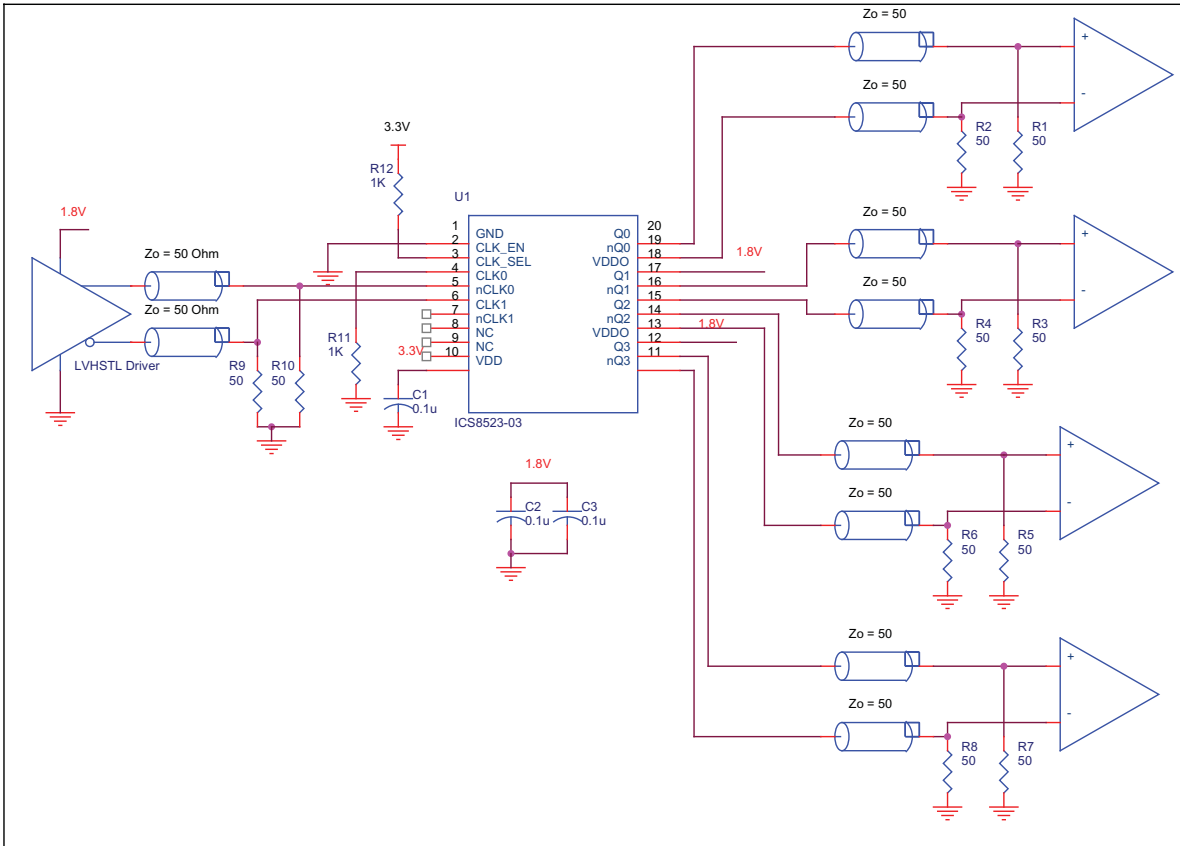 1.8V
Zo = 50 Ohm
Zo = 50 Ohm
LVHSTL Driver
R9
50
R10
50
3.3V
R12
1K
R11
1K
3.3V
C1
0.1u
U1
1
2
3
4
5
6
7
8
9
10
GND
CLK_EN
CLK_SEL
CLK0
nCLK0
CLK1
nCLK1
NC
NC
VDD
Q0
nQ0
VDDO
Q1
nQ1
Q2
nQ2
VDDO
Q3
nQ3
20
19
18
17
16
15
14
13
12
11
ICS8523-03
1.8V
1.8V
1.8V
C2
0.1u
C3
0.1u
Zo = 50
Zo = 50
R2
50
R1
50
+
-
Zo = 50
Zo = 50
R4
50
R3
50
+
-
Zo = 50
Zo = 50
R6
50
R5
50
+
-
Zo = 50
Zo = 50
R8
50
R7
50
+
-